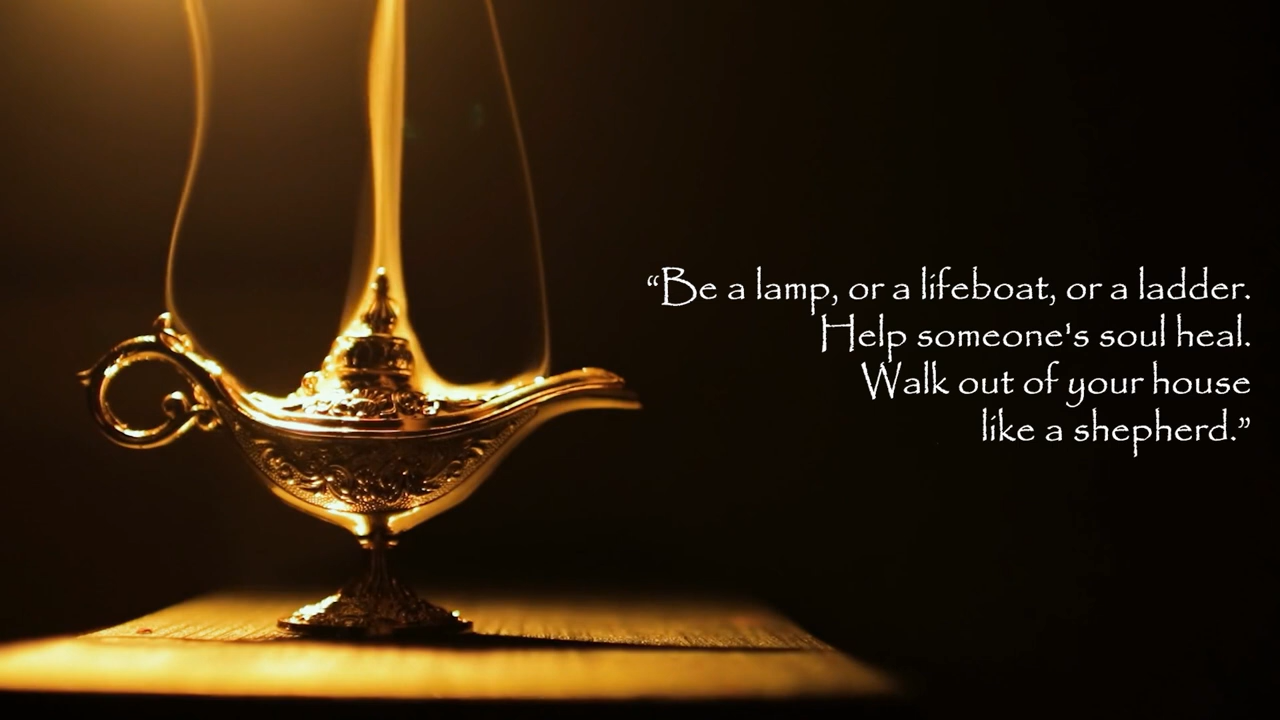 “Be a lamp, or a lifeboat, or a ladder.
Help someone's soul heal.
Walk out of your house
like a shepherd.”